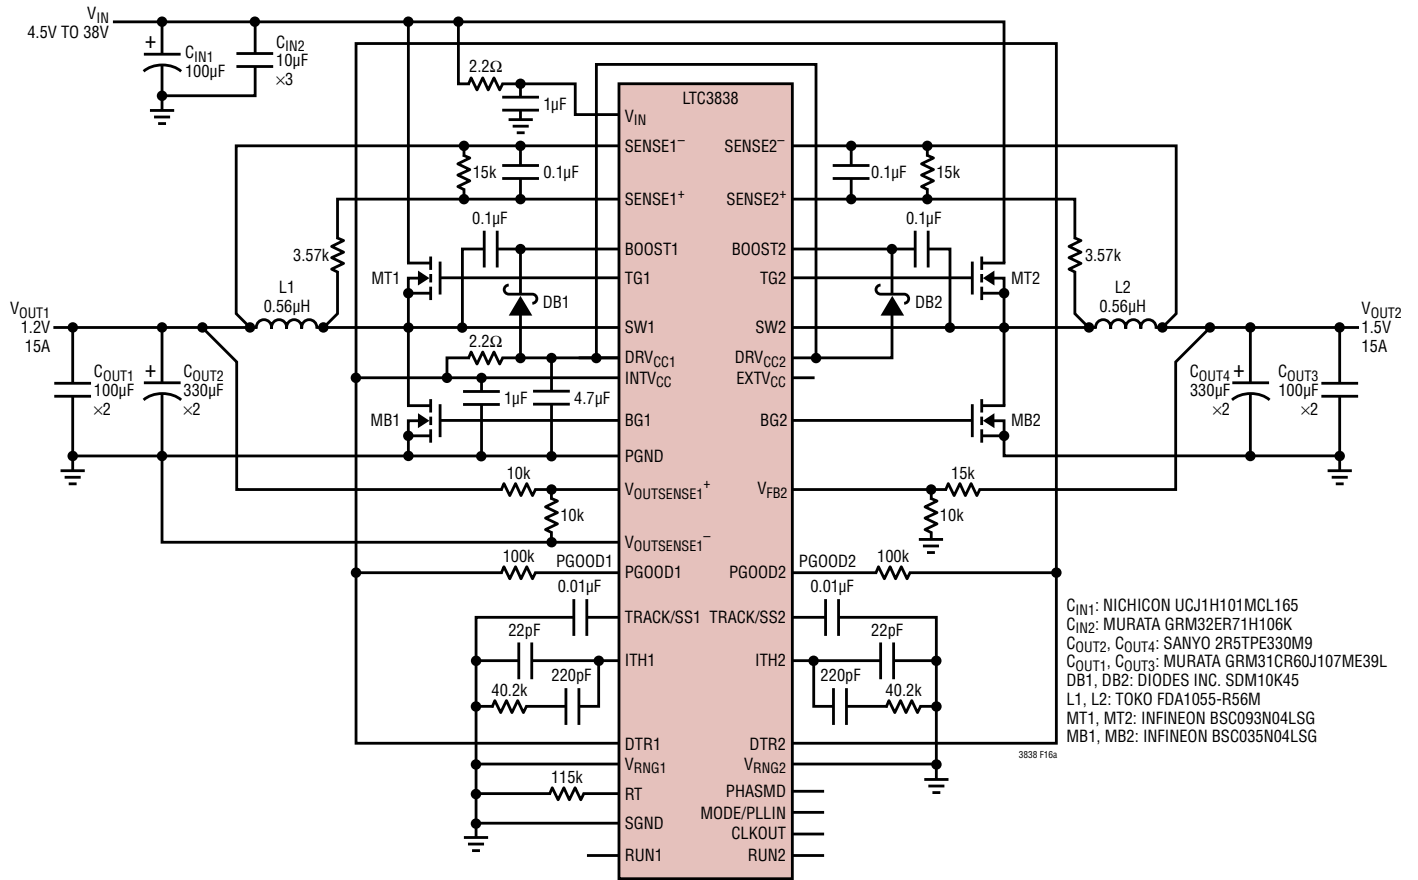 VIN
4.5V TO 38V
CIN1
100µF
CIN2
10µF
×3
2.2Ω
1µF
LTC3838
VIN
SENSE1–
SENSE2–
15k
0.1µF
0.1µF
15k
SENSE1+
SENSE2+
0.1µF
0.1µF
3.57k
BOOST1
BOOST2
3.57k
MT1
TG1
TG2
MT2
L1
0.56µH
DB1
DB2
L2
0.56µH
VOUT1
1.2V
15A
SW1
SW2
VOUT2
1.5V
15A
2.2Ω
DRVCC1
DRVCC2
INTVCC
EXTVCC
COUT1
100µF
×2
COUT2
330µF
×2
1µF
4.7µF
COUT4
330µF
×2
COUT3
100µF
×2
MB1
BG1
BG2
MB2
PGND
10k
15k
VOUTSENSE1+
VFB2
10k
10k
VOUTSENSE1–
100k
PGOOD1
PGOOD2
100k
PGOOD1
PGOOD2
0.01µF
0.01µF
TRACK/SS1
TRACK/SS2
22pF
22pF
ITH1
ITH2
220pF
220pF
40.2k
40.2k
DTR1
DTR2
VRNG1
VRNG2
115k
RT
PHASMD
MODE/PLLIN
SGND
CLKOUT
RUN1
RUN2
CIN1: NICHICON UCJ1H101MCL165
CIN2: MURATA GRM32ER71H106K
COUT2, COUT4: SANYO 2R5TPE330M9
COUT1, COUT3: MURATA GRM31CR60J107ME39L
DB1, DB2: DIODES INC. SDM10K45
L1, L2: TOKO FDA1055-R56M
MT1, MT2: INFINEON BSC093N04LSG
MB1, MB2: INFINEON BSC035N04LSG
3838 F16a
+
+
+